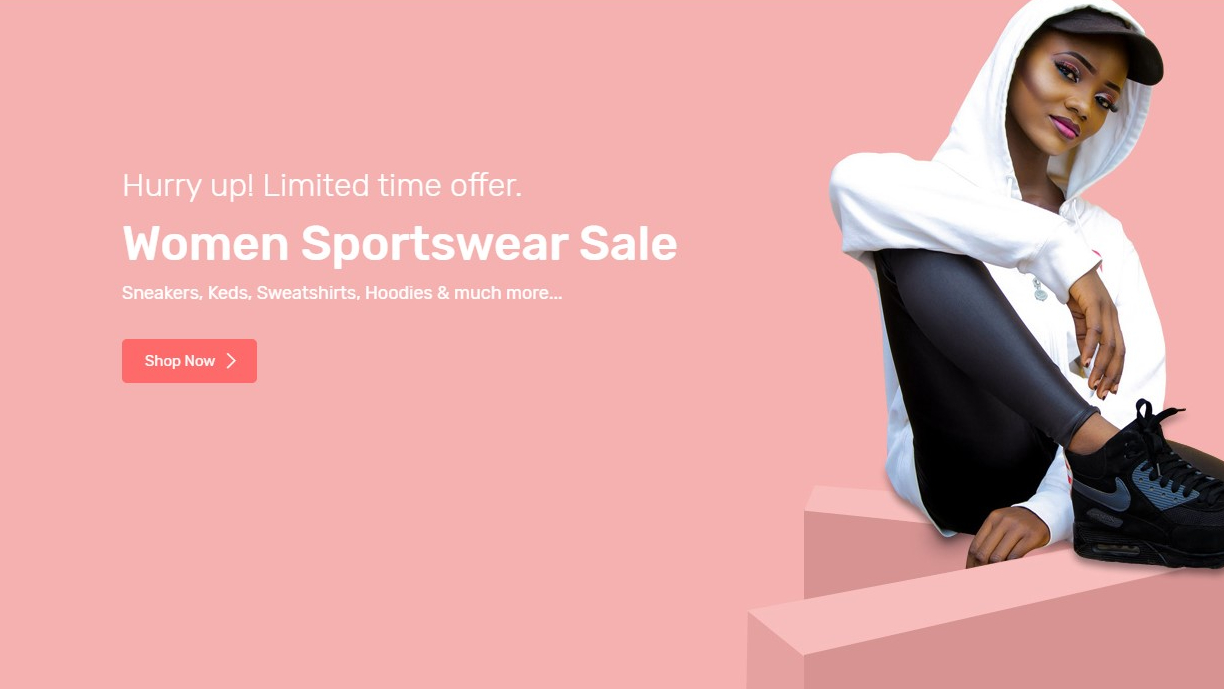 Hurry up! Limited time offer.
Women Sportswear Sale
Sneakers, Keds, Sweatshirts, Hoodies & much more...
Shop Now